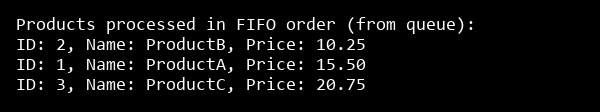 Products processed in FIFO order (from queue):
ID: 2, Name: ProductB, Price: 10.25
ID: 1, Name: ProductA, Price: 15.50
ID: 3, Name: ProductC, Price: 20.75